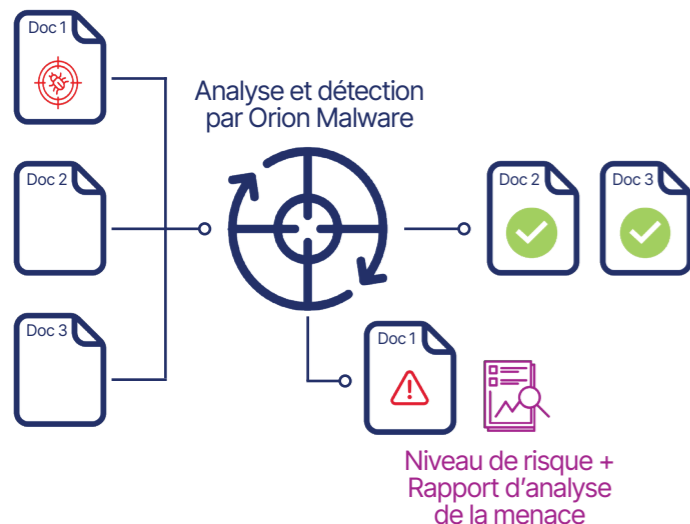 Doc 1
Analyse et détection
par Orion Malware
Doc 2
Doc 2
Doc 3
Doc 3
Doc 1
Niveau de risque +
Rapport d'analyse
de la menace